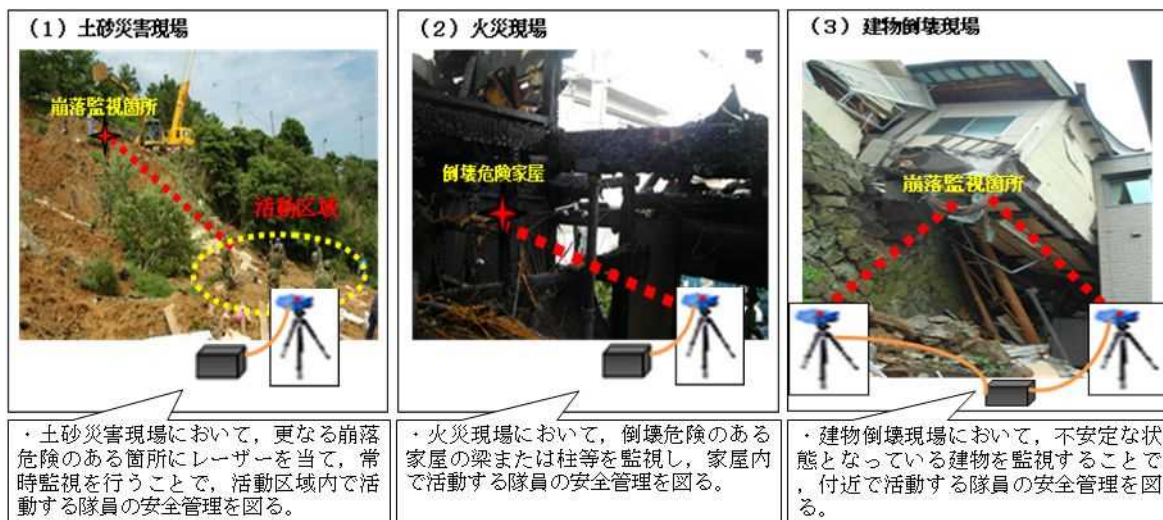 （1）土砂災害現場
崩落監視箇所
活動区域
・土砂災害現場において，更なる崩落
危険のある箇所にレーザーを当て，常
時監視を行うことで，活動区域内で活
動する隊員の安全管理を図る。
（2）火災現場
倒壊危険家屋
・火災現場において，倒壊危険のある
家屋の梁または柱等を監視し，家屋内
で活動する隊員の安全管理を図る。
（3）建物倒壊現場
崩落監視箇所
・建物倒壊現場において，不安定な状
態となっている建物を監視することで
，付近で活動する隊員の安全管理を図
る。